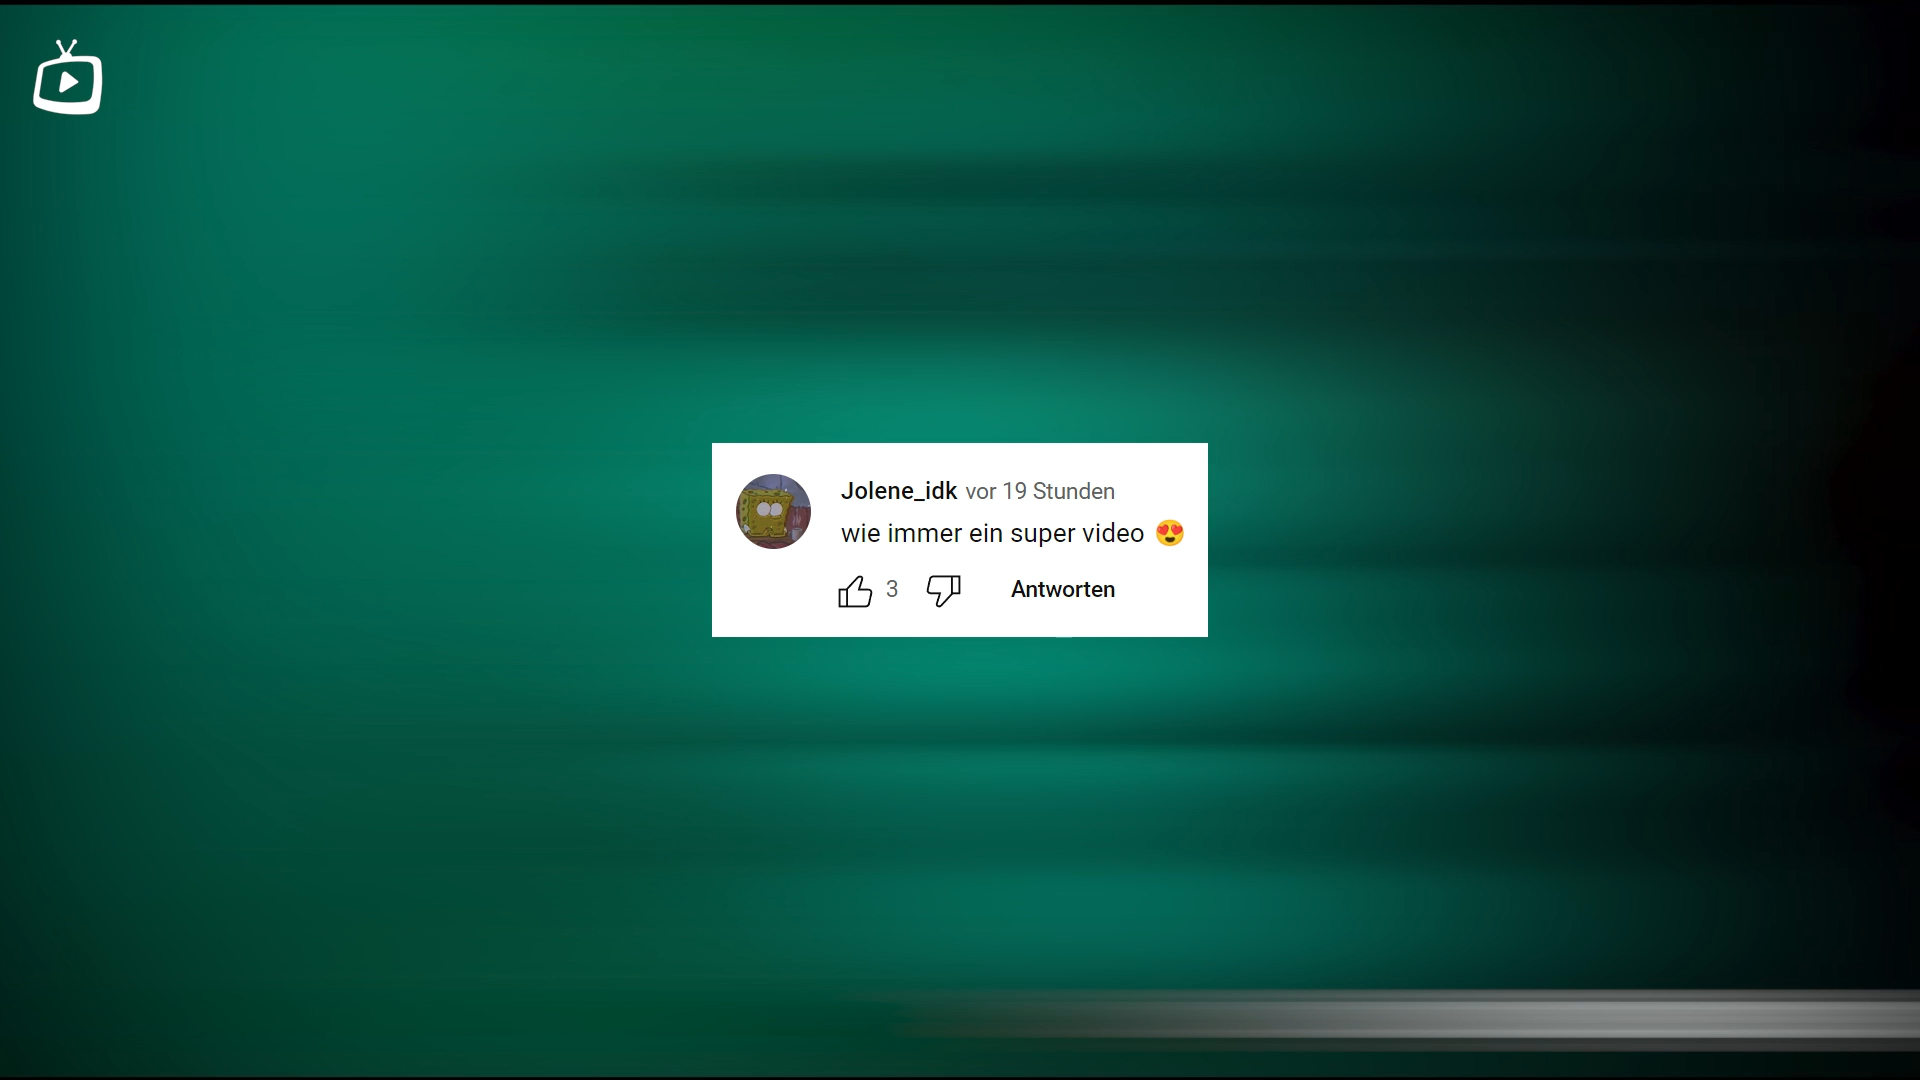 Jolene_idk vor 19 Stunden
wie immer ein super video 😍
3 Antworten